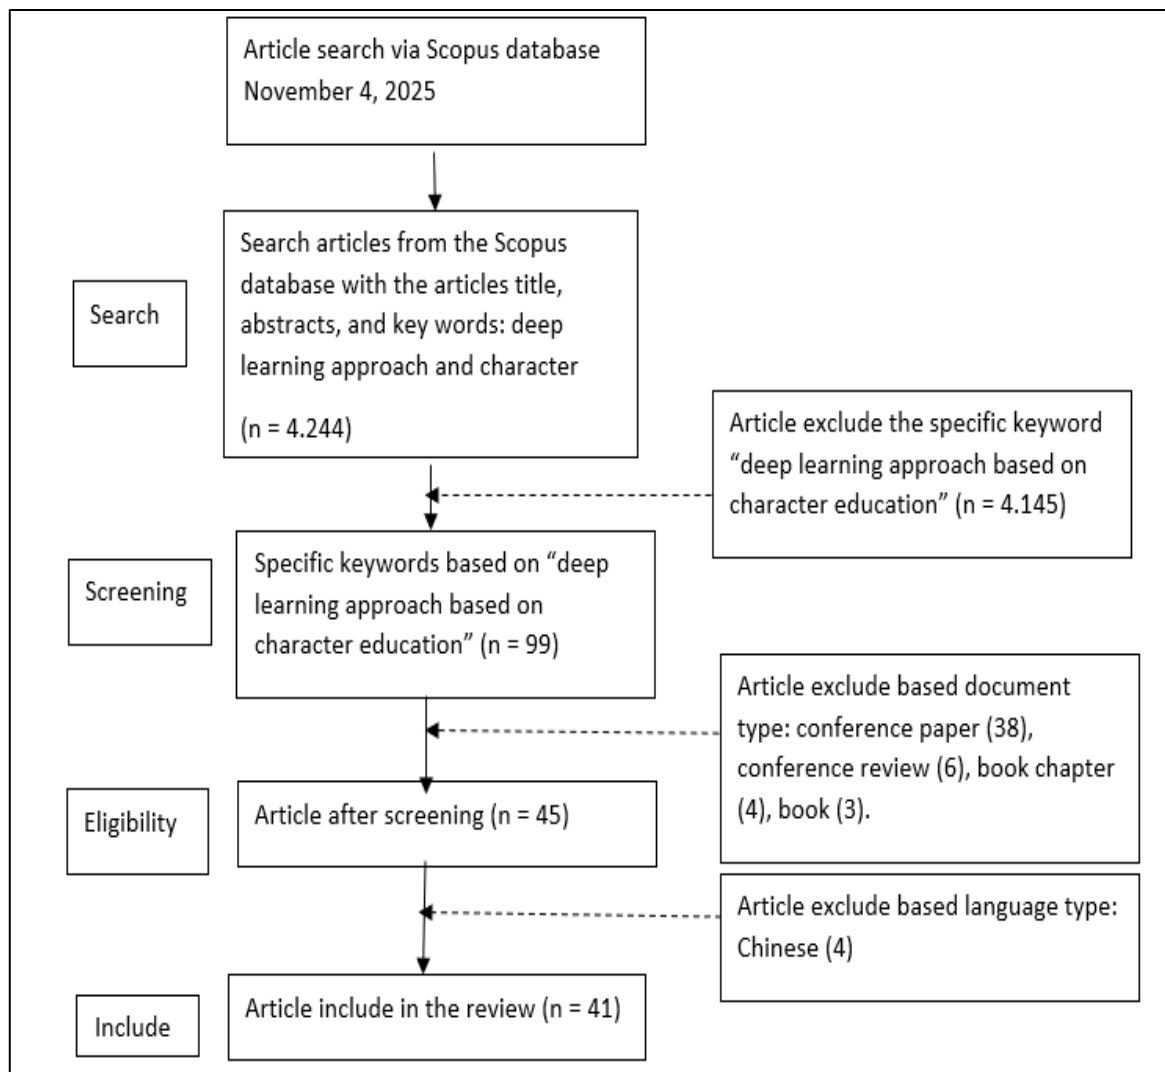 Article search via Scopus database
November 4, 2025
Search
Search articles from the Scopus
database with the articles title,
abstracts, and key words: deep
learning approach and character
(n = 4.244)
Article exclude the specific keyword
“deep learning approach based on
character education” (n = 4.145)
Screening
Specific keywords based on “deep
learning approach based on
character education” (n = 99)
Article exclude based document
type: conference paper (38),
conference review (6), book chapter
(4), book (3).
Eligibility
Article after screening (n = 45)
Article exclude based language type:
Chinese (4)
Include
Article include in the review (n = 41)